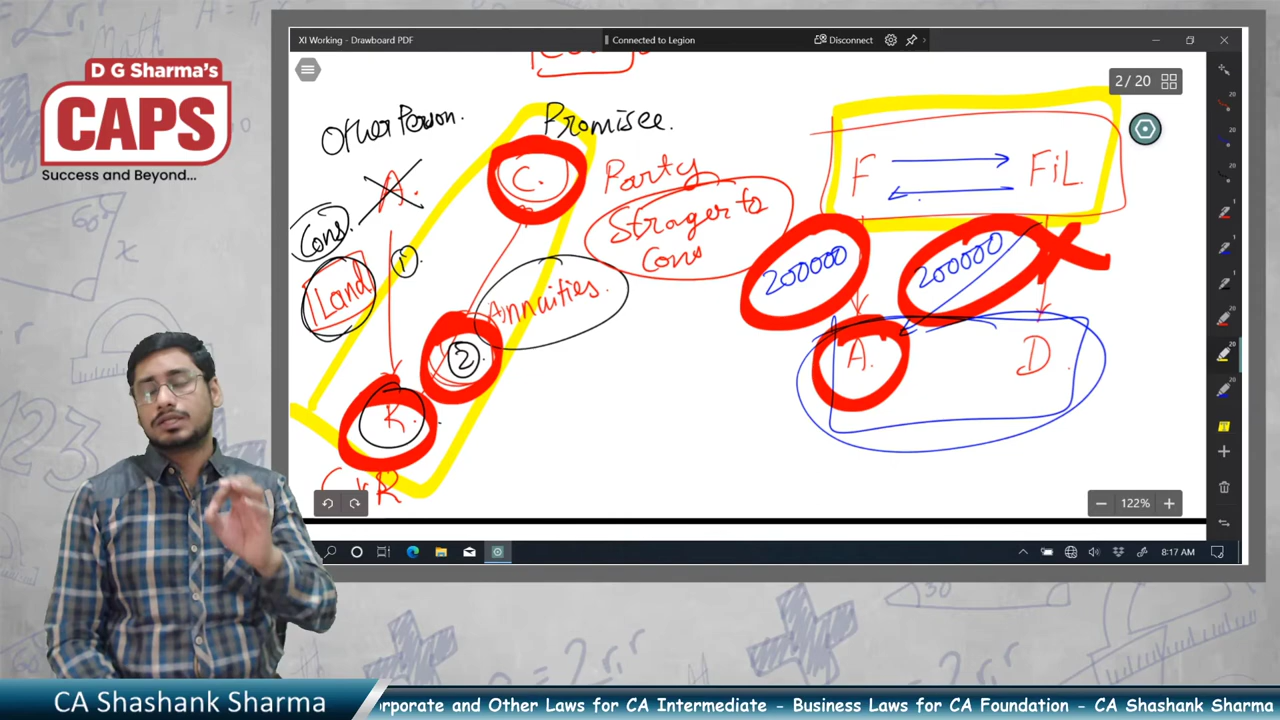 D G Sharma's
CAPS
Success and Beyond...
XI Working - Drawboard PDF
Connected to Legion
Disconnect
2 / 20
Other Person.
Promisee.
A.
C.
Party
Strager to
Cons
Cons.
Land
1
Annuities.
2
R.
F
FiL.
200000
200000
A.
D.
122%
8:17 AM
CA Shashank Sharma
rporate and Other Laws for CA Intermediate - Business Laws for CA Foundation - CA Shashank Sharma